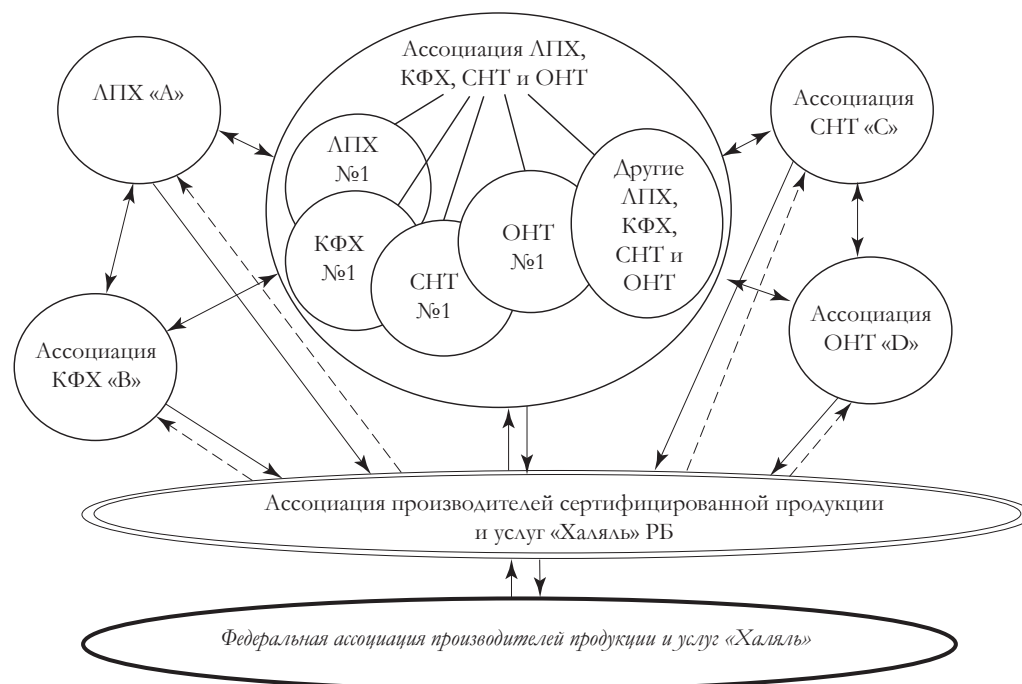 Ассоциация ЛПХ,
КФХ, СНТ и ОНТ
ЛПХ «А»
Ассоциация
СНТ «С»
ЛПХ
№1
КФХ
№1
СНТ
№1
ОНТ
№1
Другие
ЛПХ,
КФХ,
СНТ и
ОНТ
Ассоциация
КФХ «В»
Ассоциация
ОНТ «D»
Ассоциация производителей сертифицированной продукции
и услуг «Халяль» РБ
Федеральная ассоциация производителей продукции и услуг «Халяль»